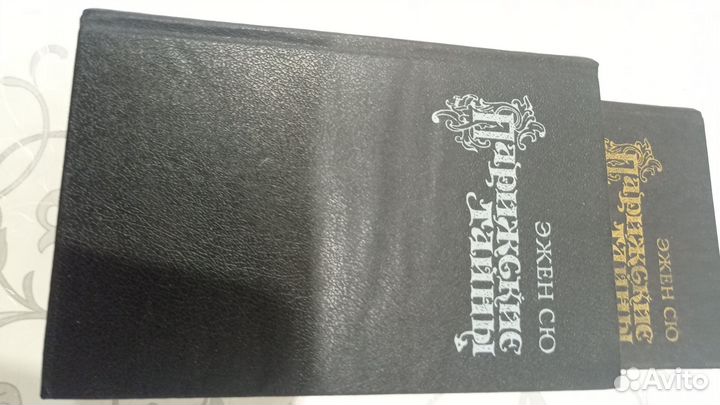 ЭЖЕН СЮ
Парижские
тайны
ЭЖЕН СЮ
Парижские
тайны
Avito